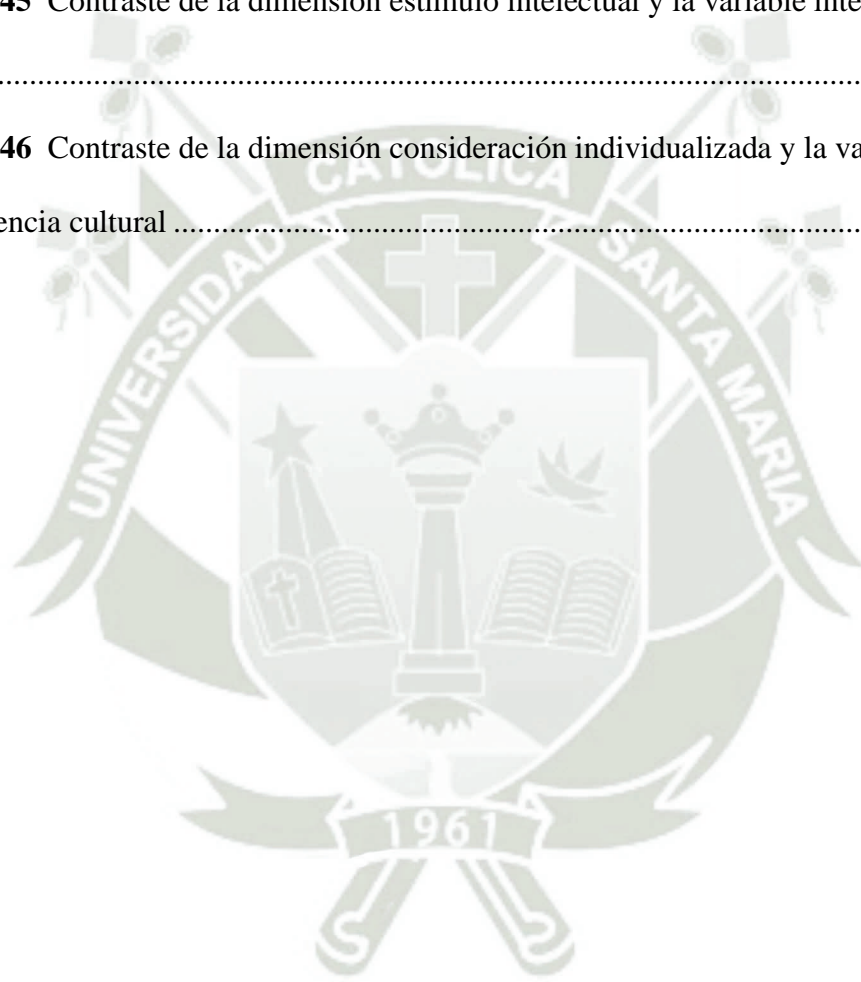 45 Contraste de la dimensión estímulo intelectual y la variable inte
....................................................................................................................
46 Contraste de la dimensión consideración individualizada y la va
encia cultural ...............................................................................................
CATOLICA
UNIVERSIDAD
SANTA MARIA
1961